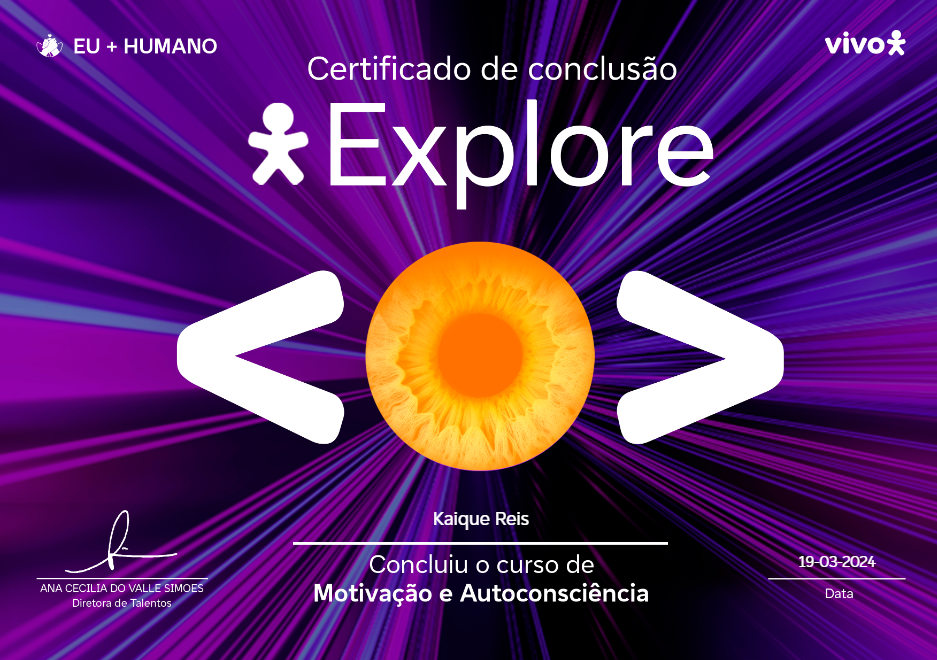 EU + HUMANO
vivo
Certificado de conclusão
Explore
Kaique Reis
Concluiu o curso de
Motivação e Autoconsciência
ANA CECILIA DO VALLE SIMOES
Diretora de Talentos
19-03-2024
Data